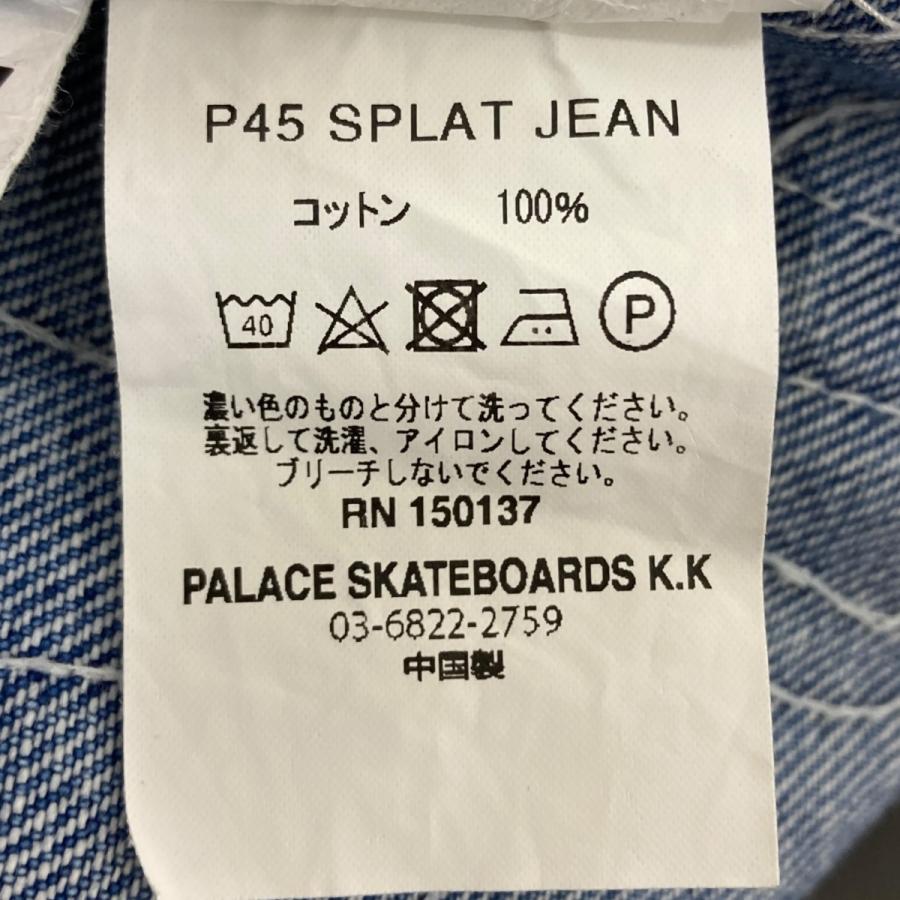 P45 SPLAT JEAN
コットン 100%
40 P
濃い色のものと分けて洗ってください。
裏返して洗濯、アイロンしてください。
ブリーチしないでください。
RN 150137
PALACE SKATEBOARDS K.K
03-6822-2759
中国製